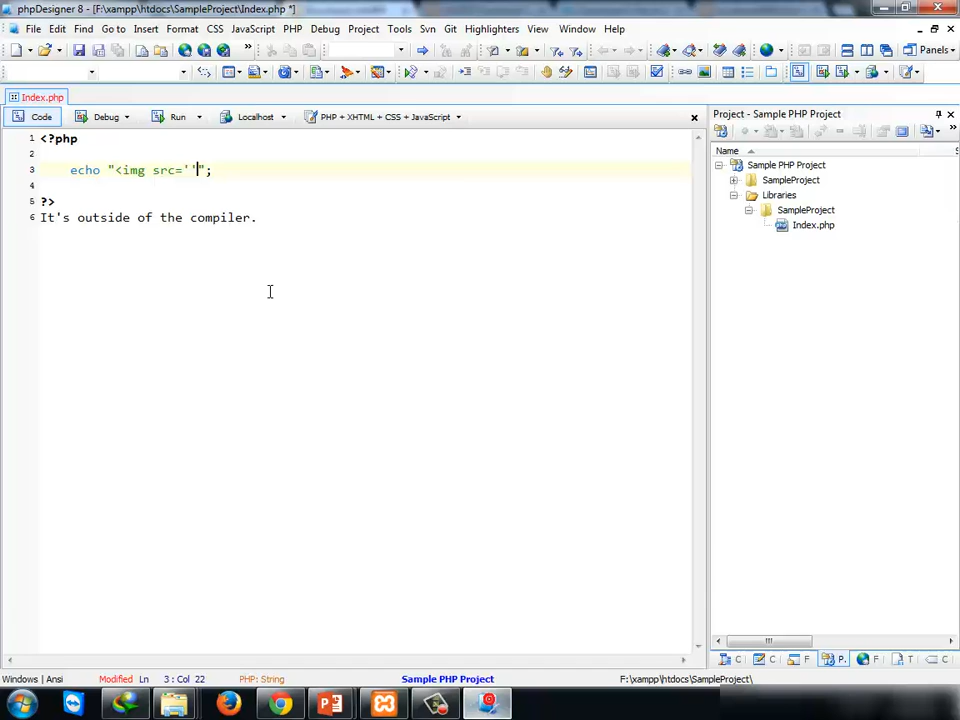 phpDesigner 8 - [F:\xampp\htdocs\SampleProject\Index.php *]
File Edit Find Go to Insert Format CSS JavaScript PHP Debug Project Tools Svn Git Highlighters View Window Help
Panels
Index.php
Code Debug Run Localhost PHP + XHTML + CSS + JavaScript
Project - Sample PHP Project
Name S
1 <?php
2
3 echo "<img src=''";
4
5 ?>
6 It's outside of the compiler.
Sample PHP Project
SampleProject
Libraries
SampleProject
Index.php
C C F P. F T C
Windows | Ansi Modified Ln 3 : Col 22 PHP: String Sample PHP Project F:\xampp\htdocs\SampleProject\